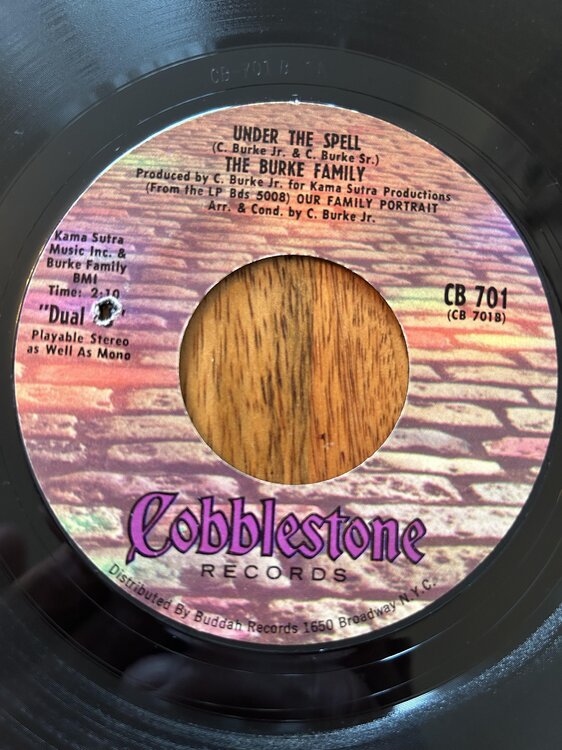 CB-701 B
UNDER THE SPELL
(C. Burke Jr. & C. Burke Sr.)
THE BURKE FAMILY
Produced by C. Burke Jr. for Kama Sutra Productions
(From the LP Bds 5008) OUR FAMILY PORTRAIT
Arr. & Cond. by C. Burke Jr.
Kama Sutra
Music Inc. &
Burke Family
BMI
Time: 2:10
"Dual
Playable Stereo
as Well As Mono
CB 701
(CB 701B)
Cobblestone
RECORDS
Distributed By Buddah Records 1650 Broadway N.Y.C.